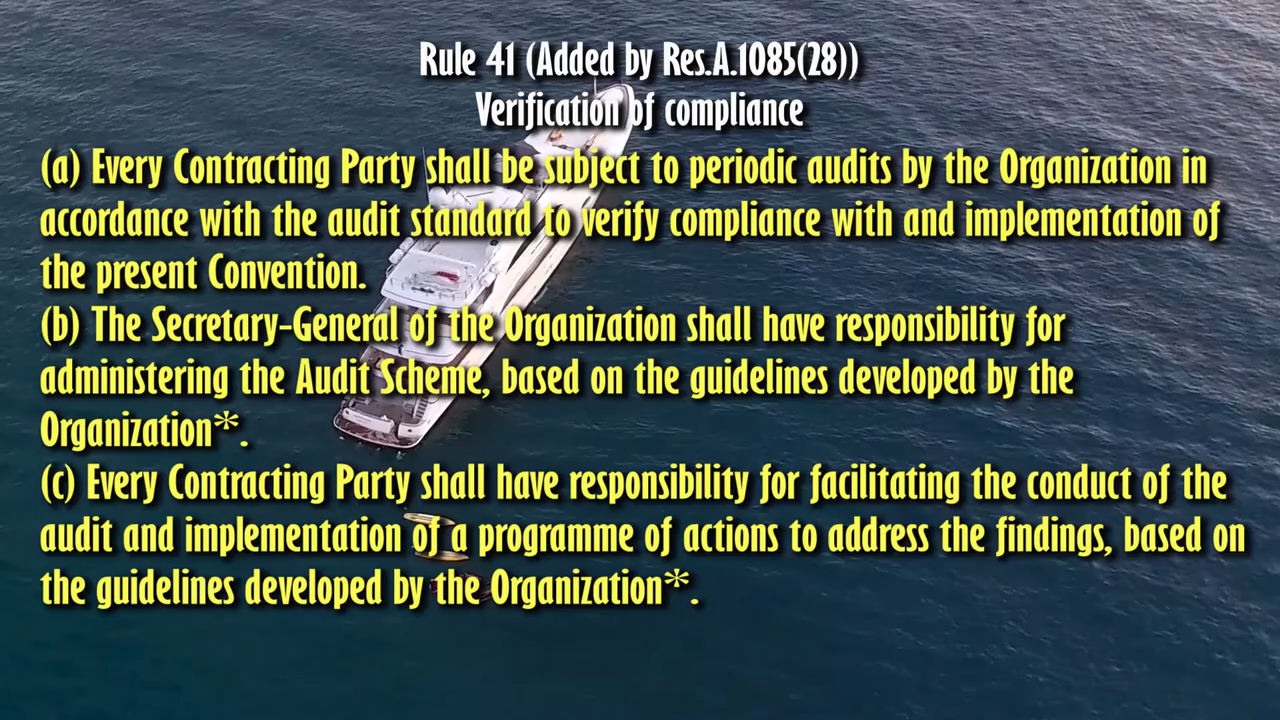 Rule 41 (Added by Res.A.1085(28))
Verification of compliance
(a) Every Contracting Party shall be subject to periodic audits by the Organization in
accordance with the audit standard to verify compliance with and implementation of
the present Convention.
(b) The Secretary-General of the Organization shall have responsibility for
administering the Audit Scheme, based on the guidelines developed by the
Organization*.
(c) Every Contracting Party shall have responsibility for facilitating the conduct of the
audit and implementation of a programme of actions to address the findings, based on
the guidelines developed by the Organization*.